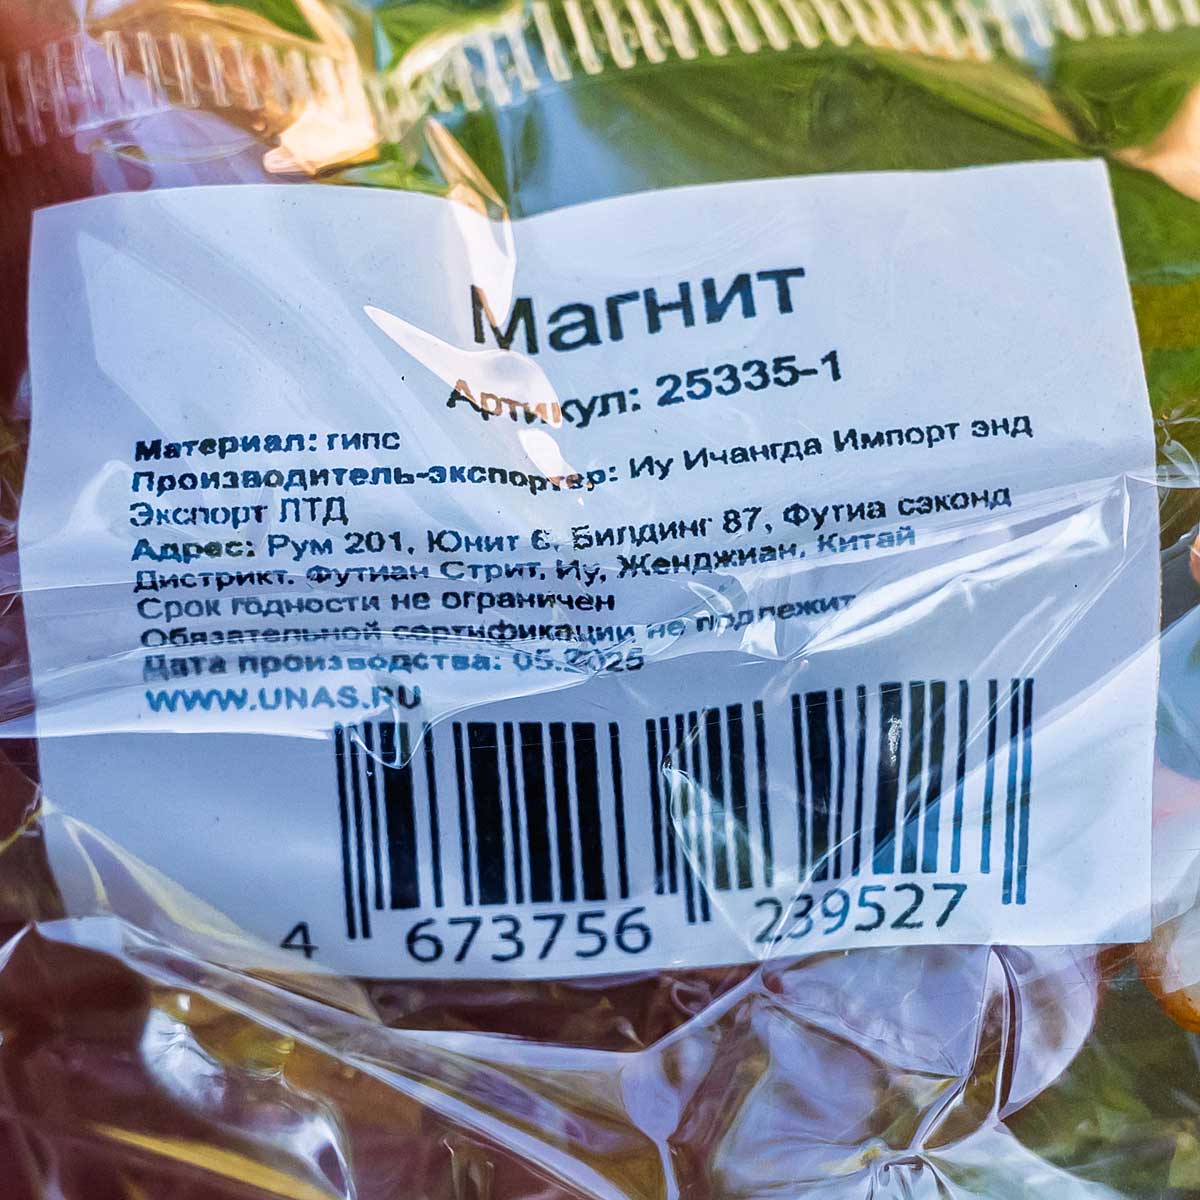 Магнит
Артикул: 25335-1
Материал: гипс
Производитель-экспортер: Иу Ичангда Импорт энд
Экспорт ЛТД
Адрес: Рум 201, Юнит 6, Билдинг 87, Футиа сэконд
Дистрикт. Футиан Стрит, Иу, Женджиан, Китай
Срок годности не ограничен
Обязательной сертификации не подлежит
Дата производства: 05.2025
WWW.UNAS.RU
4 673756 239527